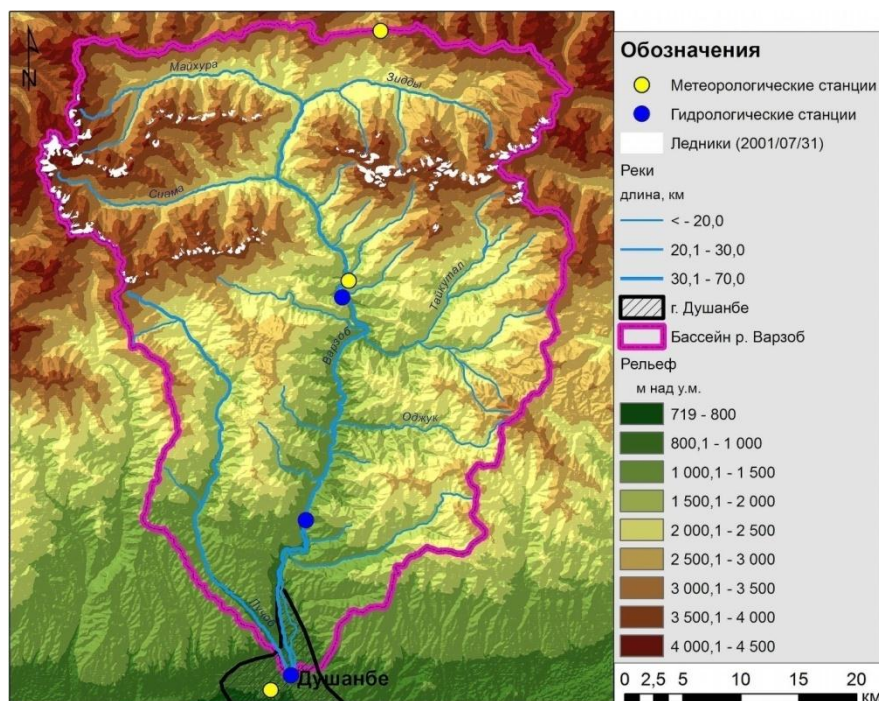 N
Майхура
Зидды
Сиама
Тайкутал
Варзоб
Оджук
Лучоб
Душанбе
Обозначения
Метеорологические станции
Гидрологические станции
Ледники (2001/07/31)
Реки
длина, км
< - 20,0
20,1 - 30,0
30,1 - 70,0
г. Душанбе
Бассейн р. Варзоб
Рельеф
м над у.м.
719 - 800
800,1 - 1 000
1 000,1 - 1 500
1 500,1 - 2 000
2 000,1 - 2 500
2 500,1 - 3 000
3 000,1 - 3 500
3 500,1 - 4 000
4 000,1 - 4 500
0 2,5 5 10 15 20
км